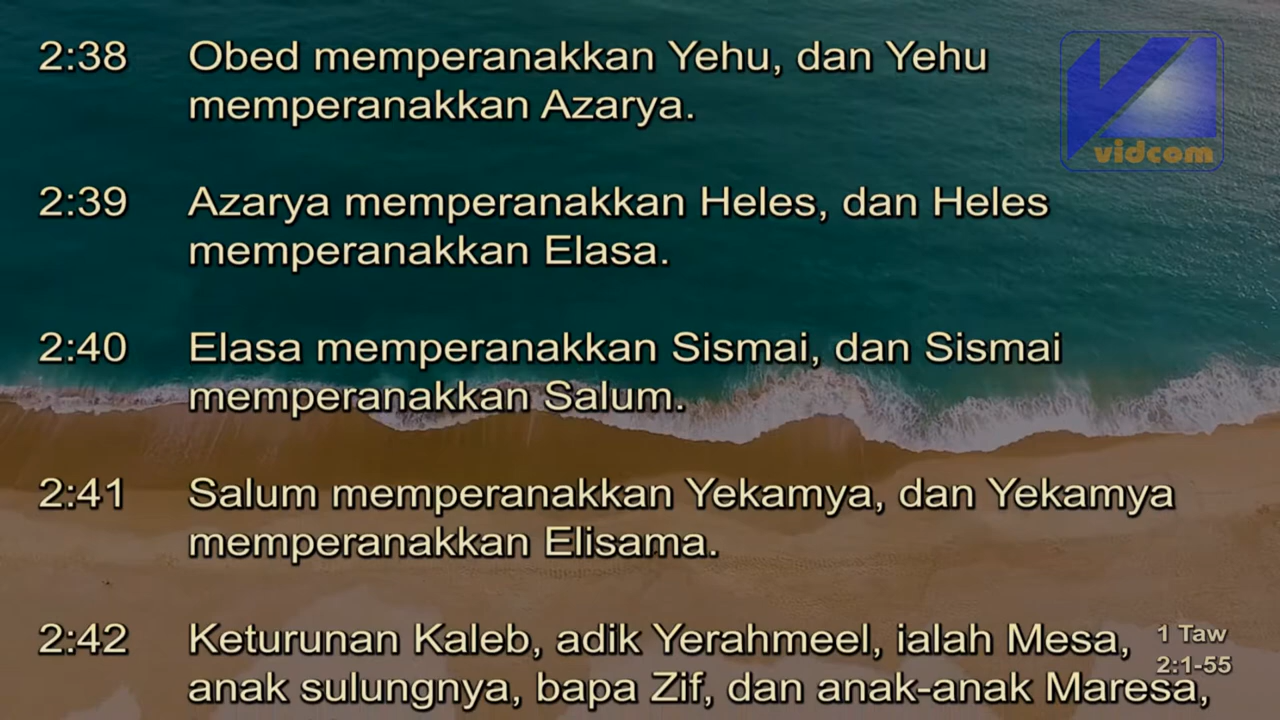 2:38 Obed memperanakkan Yehu, dan Yehu
memperanakkan Azarya.
vidcom
2:39 Azarya memperanakkan Heles, dan Heles
memperanakkan Elasa.
2:40 Elasa memperanakkan Sismai, dan Sismai
memperanakkan Salum.
2:41 Salum memperanakkan Yekamya, dan Yekamya
memperanakkan Elisama.
2:42 Keturunan Kaleb, adik Yerahmeel, ialah Mesa,
anak sulungnya, bapa Zif, dan anak-anak Maresa,
1 Taw
2:1-55